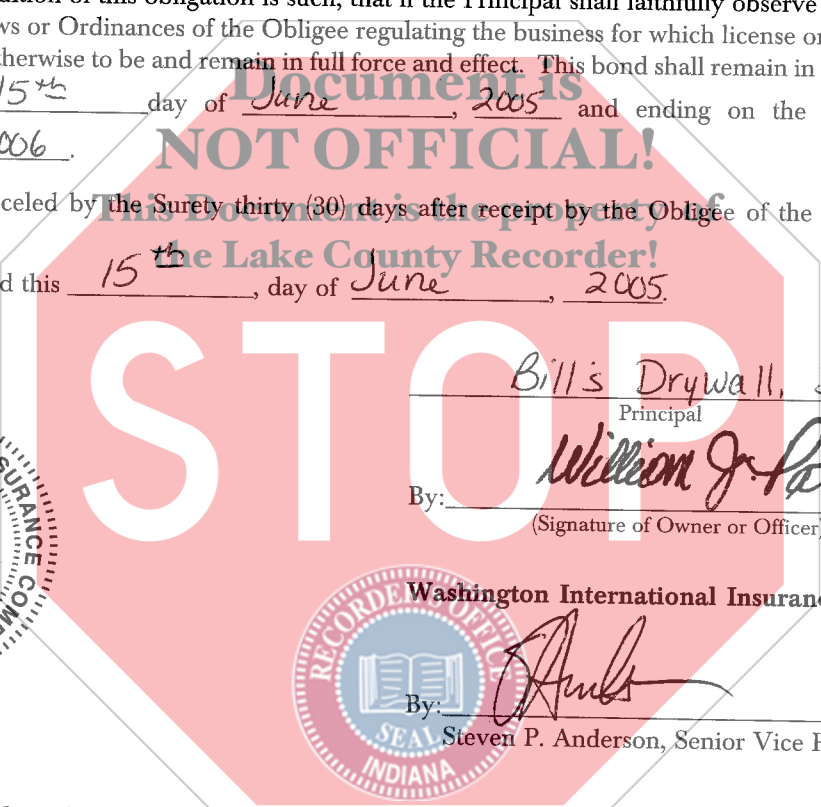 of this obligation is such, that if the Principal shall faithfully observe
ws or Ordinances of the Obligee regulating the business for which license or
herwise to be and remain in full force and effect. This bond shall remain in
Document is
15th day of June, 2005 and ending on the
NOT OFFICIAL!
006.
celed by the Surety thirty (30) days after receipt by the Obligee of the
This Document is the property of
the Lake County Recorder!
d this 15th, day of June, 2005.
STOP
Bill's Drywall,
Principal
William J.
By:
(Signature of Owner or Officer)
SURANCE COM
Washington International Insuran
RECORDER'S OFFICE
By:
SEAL
Steven P. Anderson, Senior Vice P
INDIANA